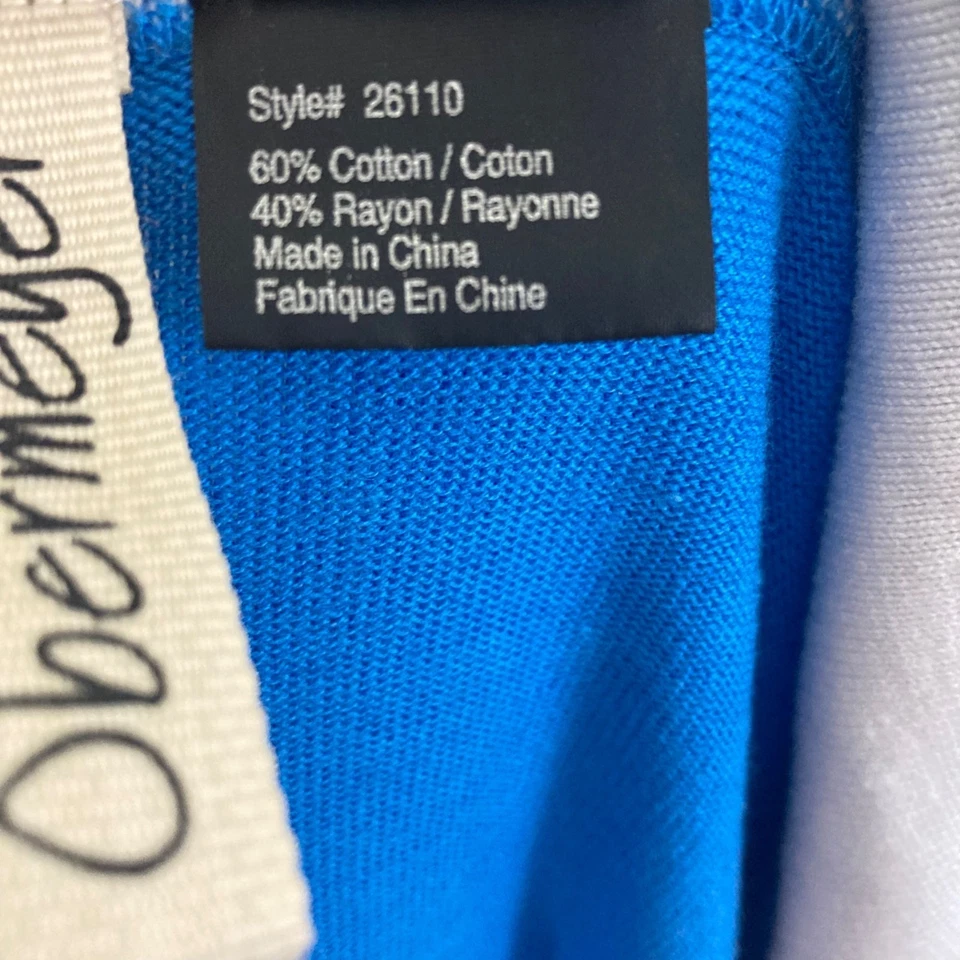 Style# 26110
60% Cotton / Coton
40% Rayon / Rayonne
Made in China
Fabrique En Chine
Obermeyer